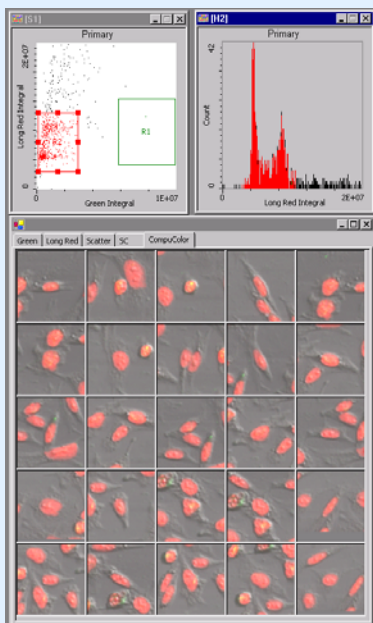 [S1]
Primary
2E+07
Long Red Integral
0
R1
0
1E+07
Green Integral
[H2]
Primary
42
Count
0
0
2E+07
Long Red Integral
Green
Long Red
Scatter
SC
CompuColor